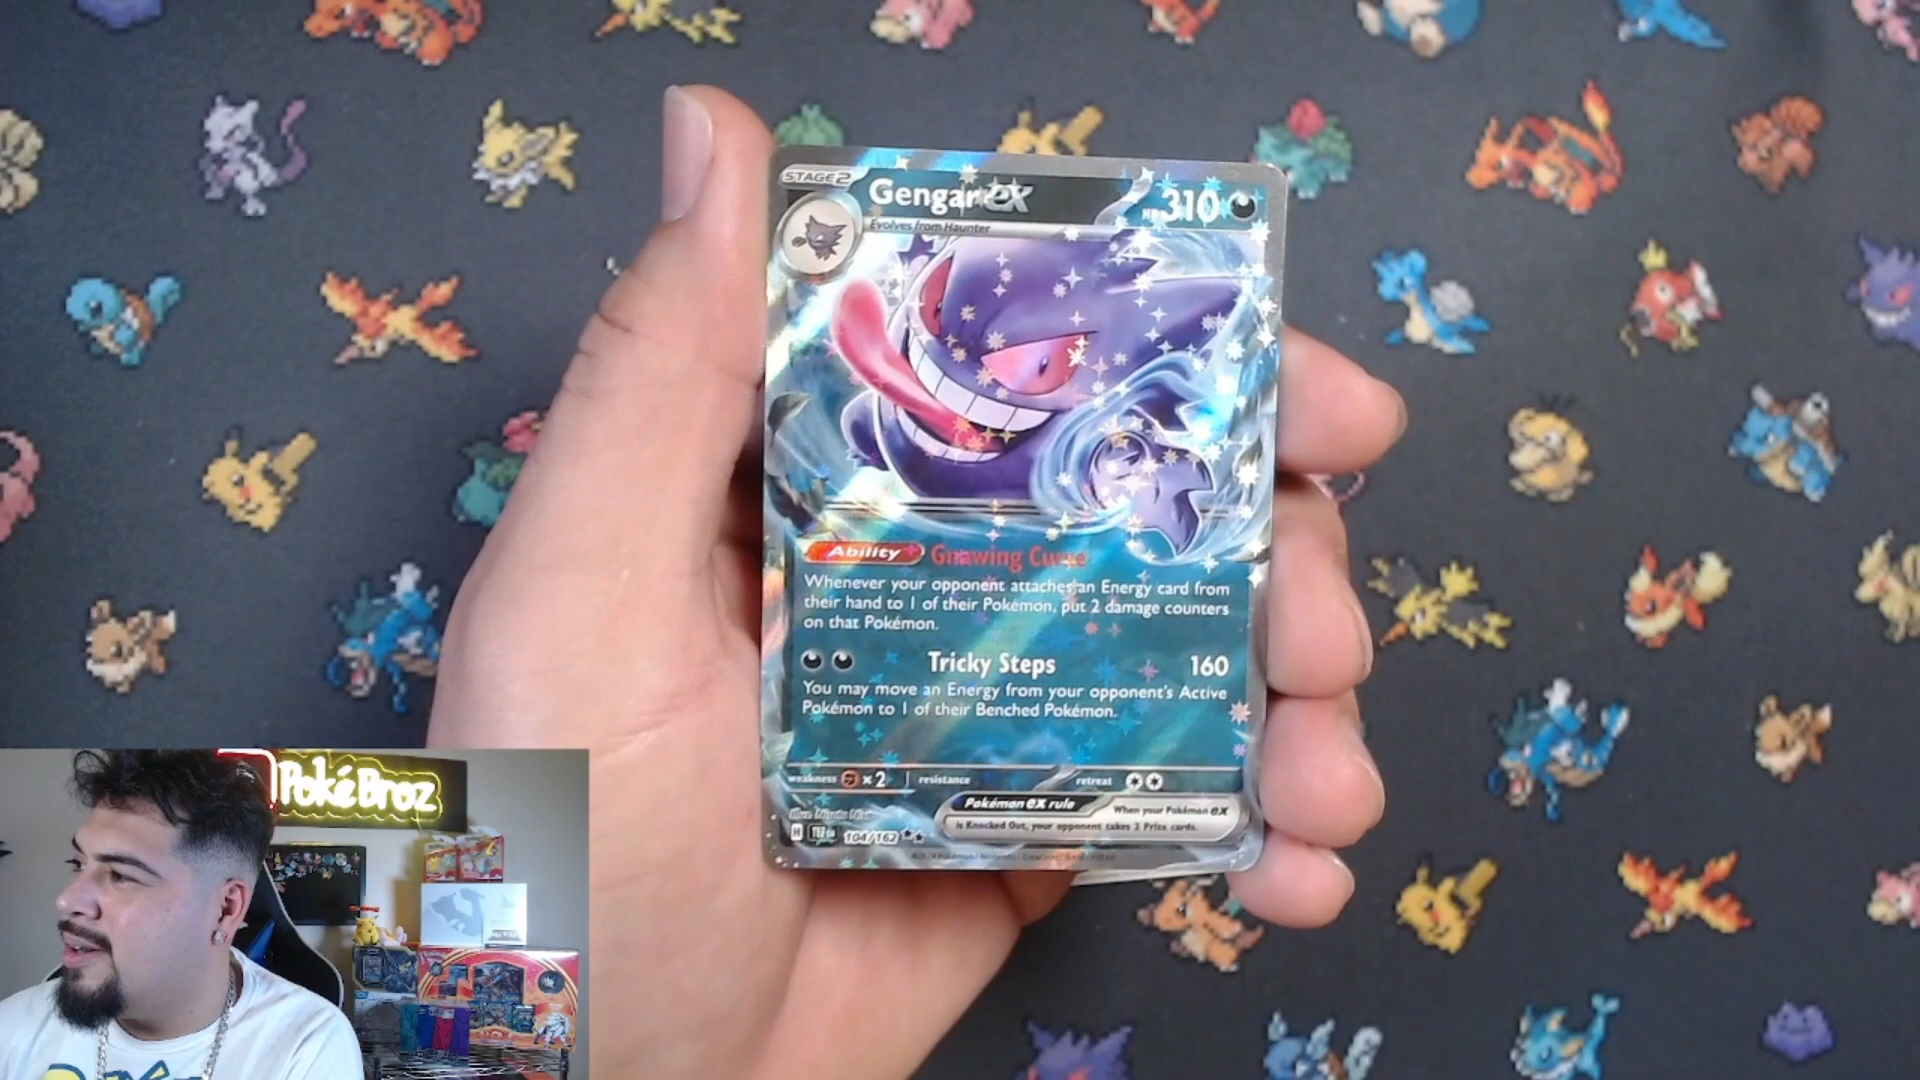 STAGE2
Gengar ex
HP 310
Evolves from Haunter
Ability Gnawing Curse
Whenever your opponent attaches an Energy card from
their hand to 1 of their Pokémon, put 2 damage counters
on that Pokémon.
Tricky Steps 160
You may move an Energy from your opponent's Active
Pokémon to 1 of their Benched Pokémon.
weakness x2 resistance retreat
Pokémon ex rule
When your Pokémon ex
is Knocked Out, your opponent takes 2 Prize cards.
H TEF EN 104/162
PokéBroz